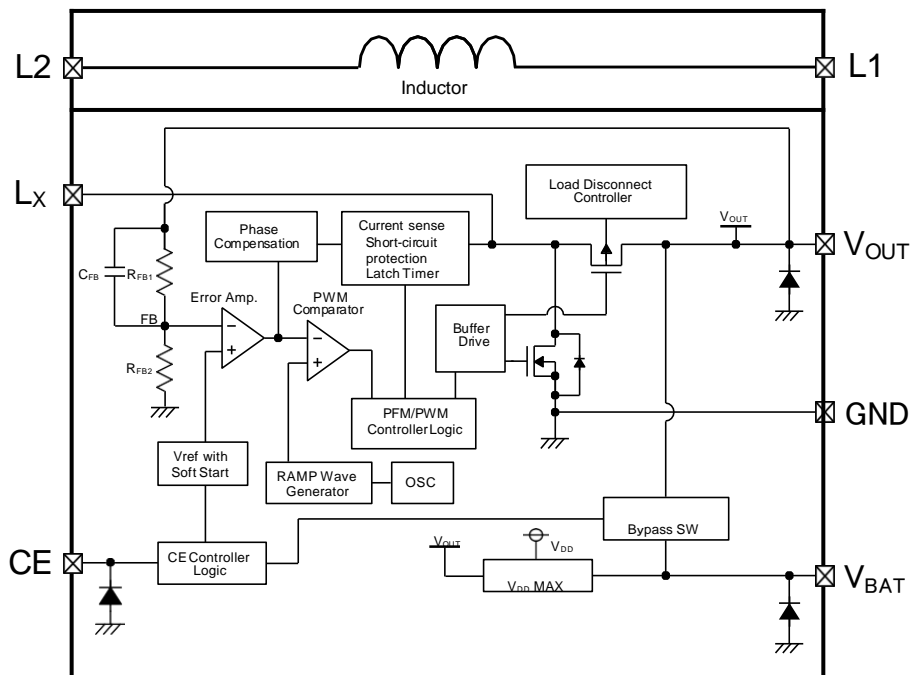 L2
L1
Inductor
LX
Load Disconnect
Controller
VOUT
VOUT
Phase
Compensation
Current sense
Short-circuit
protection
Latch Timer
CFB
RFB1
Error Amp.
PWM
Comparator
FB
Buffer
Drive
RFB2
PFM/PWM
Controller Logic
GND
Vref with
Soft Start
RAMP Wave
Generator
OSC
Bypass SW
CE
CE Controller
Logic
VOUT
VDD
VDD MAX
VBAT